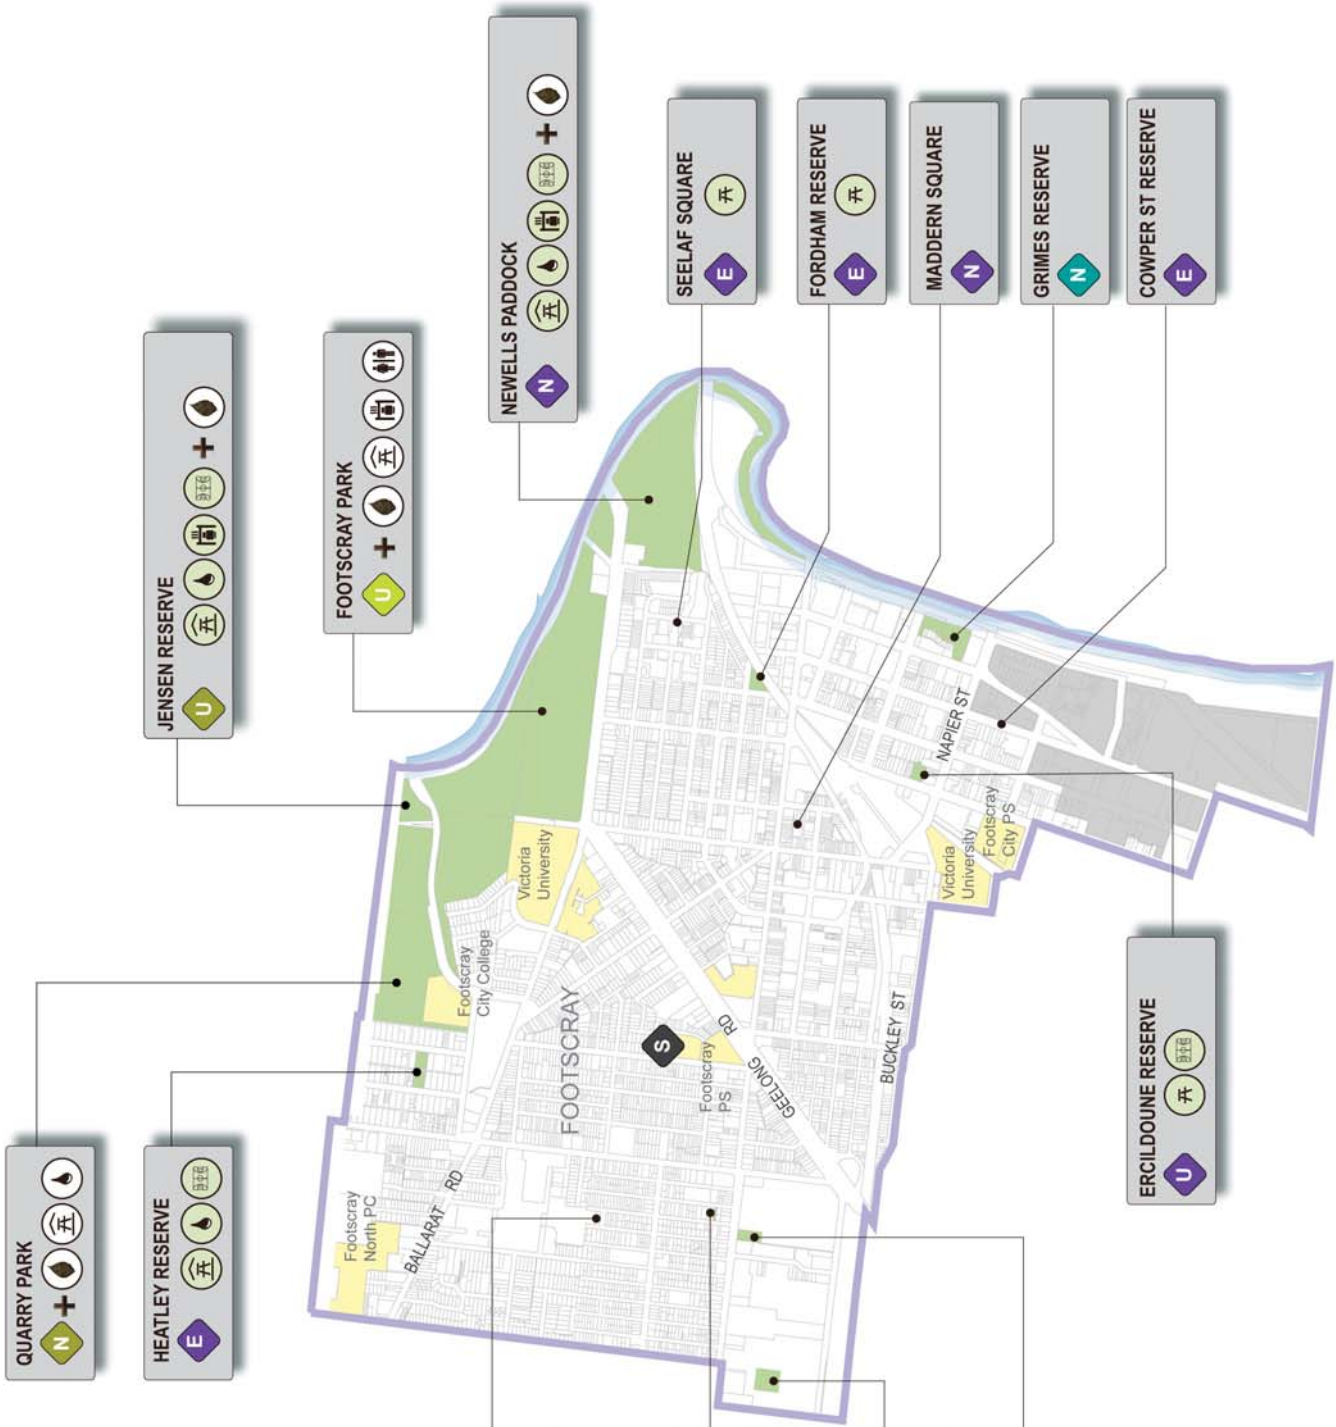 QUARRY PARK
N +
HEATLEY RESERVE
E
JENSEN RESERVE
U +
FOOTSCRAY PARK
U +
NEWELLS PADDOCK
N +
SEELAF SQUARE
E
FORDHAM RESERVE
E
MADDERN SQUARE
N
GRIMES RESERVE
N
COWPER ST RESERVE
E
ERCILDOUNE RESERVE
U
Footscray
North PC
BALLARAT RD
Footscray
City College
Victoria
University
FOOTSCRAY
S
Footscray
PS
GEELONG RD
BUCKLEY ST
Victoria
University
Footscray
City PS
NAPIER ST